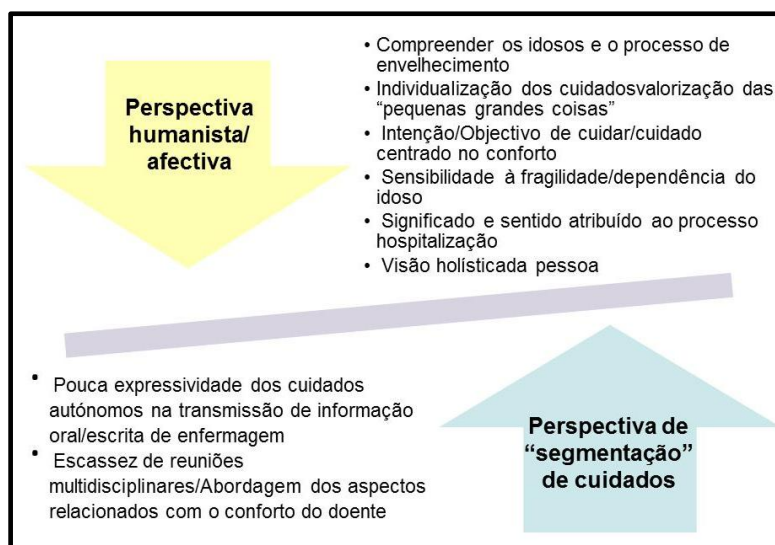 Perspectiva
humanista/
afectiva
• Compreender os idosos e o processo de
envelhecimento
• Individualização dos cuidadosvalorização das
“pequenas grandes coisas”
• Intenção/Objectivo de cuidar/cuidado
centrado no conforto
• Sensibilidade à fragilidade/dependência do
idoso
• Significado e sentido atribuído ao processo
hospitalização
• Visão holísticada pessoa
• Pouca expressividade dos cuidados
autónomos na transmissão de informação
oral/escrita de enfermagem
• Escassez de reuniões
multidisciplinares/Abordagem dos aspectos
relacionados com o conforto do doente
Perspectiva de
“segmentação”
de cuidados